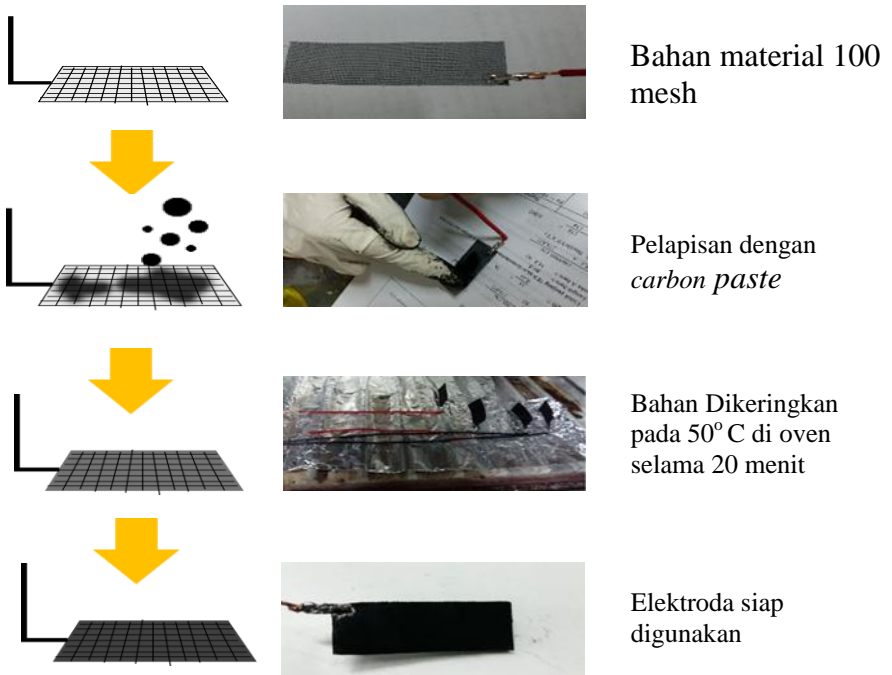 Bahan material 100
mesh
Pelapisan dengan
carbon paste
Bahan Dikeringkan
pada 50° C di oven
selama 20 menit
Elektroda siap
digunakan